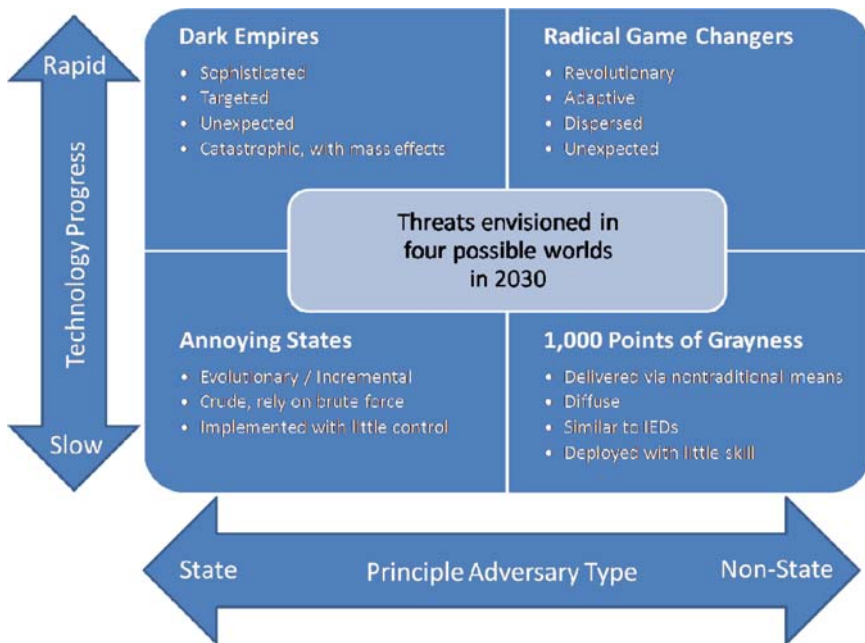 Rapid
Technology Progress
Slow
Dark Empires
• Sophisticated
• Targeted
• Unexpected
• Catastrophic, with mass effects
Radical Game Changers
• Revolutionary
• Adaptive
• Dispersed
• Unexpected
Threats envisioned in
four possible worlds
in 2030
Annoying States
• Evolutionary / Incremental
• Crude, rely on brute force
• Implemented with little control
1,000 Points of Grayness
• Delivered via nontraditional means
• Diffuse
• Similar to IEDs
• Deployed with little skill
State
Principle Adversary Type
Non-State